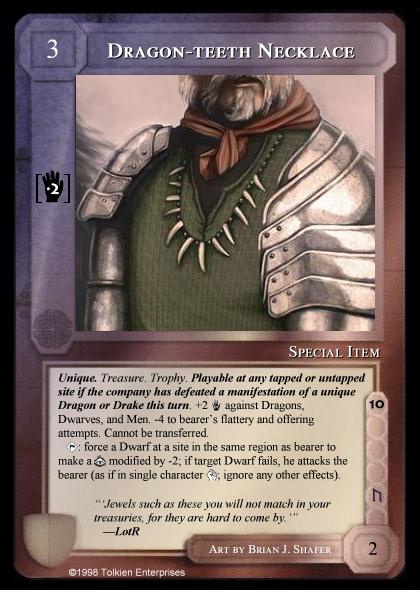 3
DRAGON-TEETH NECKLACE
[·2]
SPECIAL ITEM
Unique. Treasure. Trophy. Playable at any tapped or untapped
site if the company has defeated a manifestation of a unique
Dragon or Drake this turn. +2 against Dragons,
Dwarves, and Men. -4 to bearer's flattery and offering
attempts. Cannot be transferred.
: force a Dwarf at a site in the same region as bearer to
make a modified by -2; if target Dwarf fails, he attacks the
bearer (as if in single character ; ignore any other effects).
10
"'Jewels such as these you will not match in your
treasuries, for they are hard to come by.'"
—LotR
ART BY BRIAN J. SHAFER
2
©1998 Tolkien Enterprises